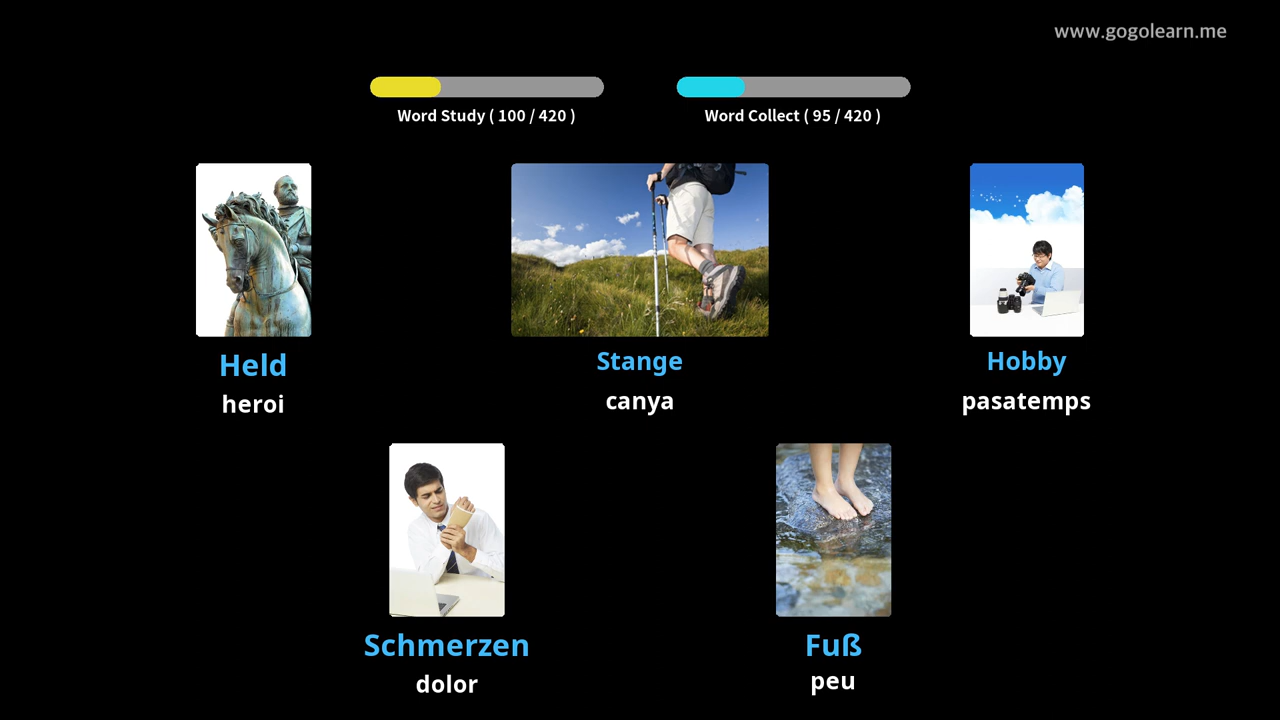 www.gogolearn.me
Word Study ( 100 / 420 )
Word Collect ( 95 / 420 )
Held
heroi
Stange
canya
Hobby
pasatemps
Schmerzen
dolor
Fuß
peu